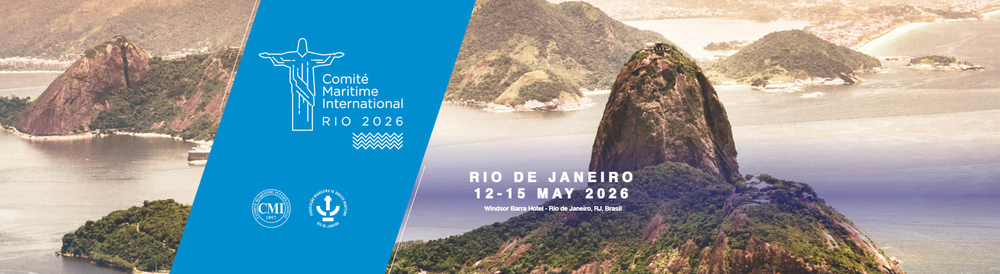 Comité
Maritime
International
RIO 2026
COMITE MARITIME INTERNATIONAL
CMI
1897
ASSOCIAÇÃO BRASILEIRA DE DIREITO MARÍTIMO
RIO DE JANEIRO
RIO DE JANEIRO
12-15 MAY 2026
Windsor Barra Hotel - Rio de Janeiro, RJ, Brasil